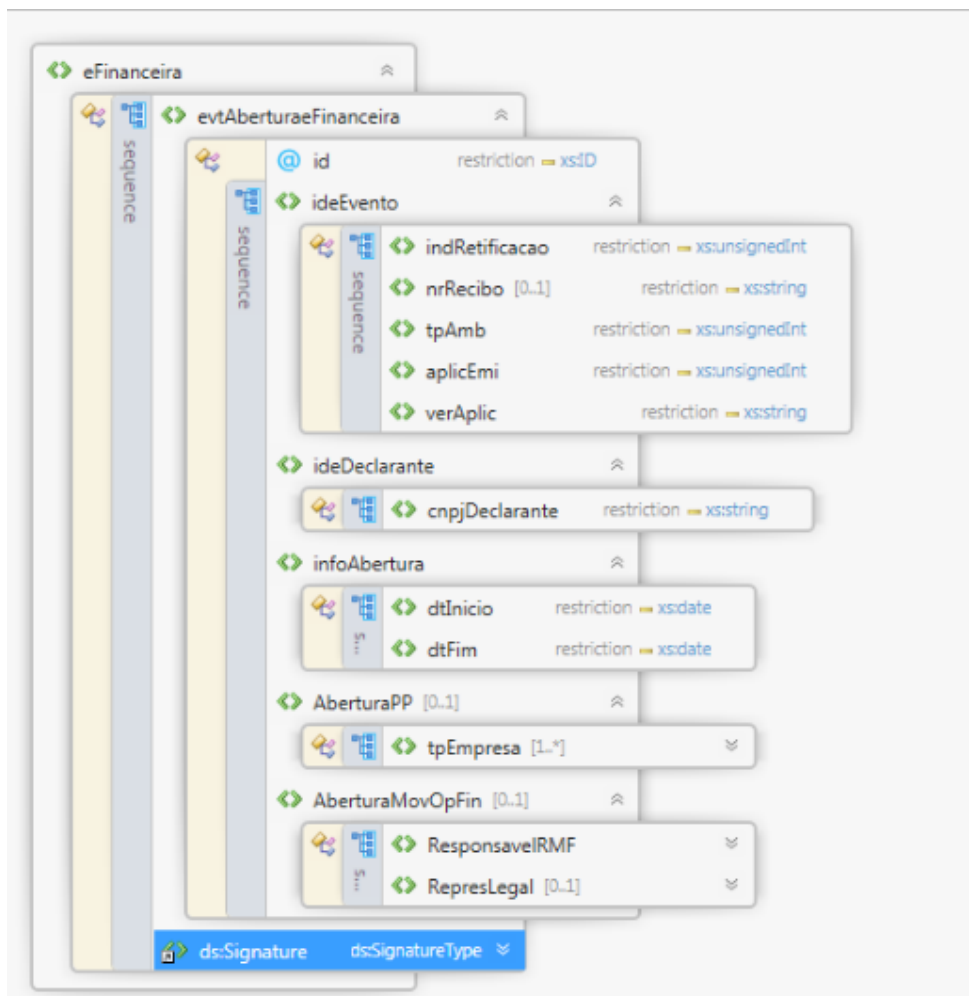 eFinanceira
sequence
evtAberturaeFinanceira
@ id restriction xs:ID
sequence
ideEvento
sequence
indRetificacao restriction xs:unsignedInt
nrRecibo [0..1] restriction xs:string
tpAmb restriction xs:unsignedInt
aplicEmi restriction xs:unsignedInt
verAplic restriction xs:string
ideDeclarante
cnpjDeclarante restriction xs:string
infoAbertura
s...
dtInicio restriction xs:date
dtFim restriction xs:date
AberturaPP [0..1]
tpEmpresa [1..*]
AberturaMovOpFin [0..1]
s...
ResponsavelRMF
RepresLegal [0..1]
ds:Signature ds:SignatureType